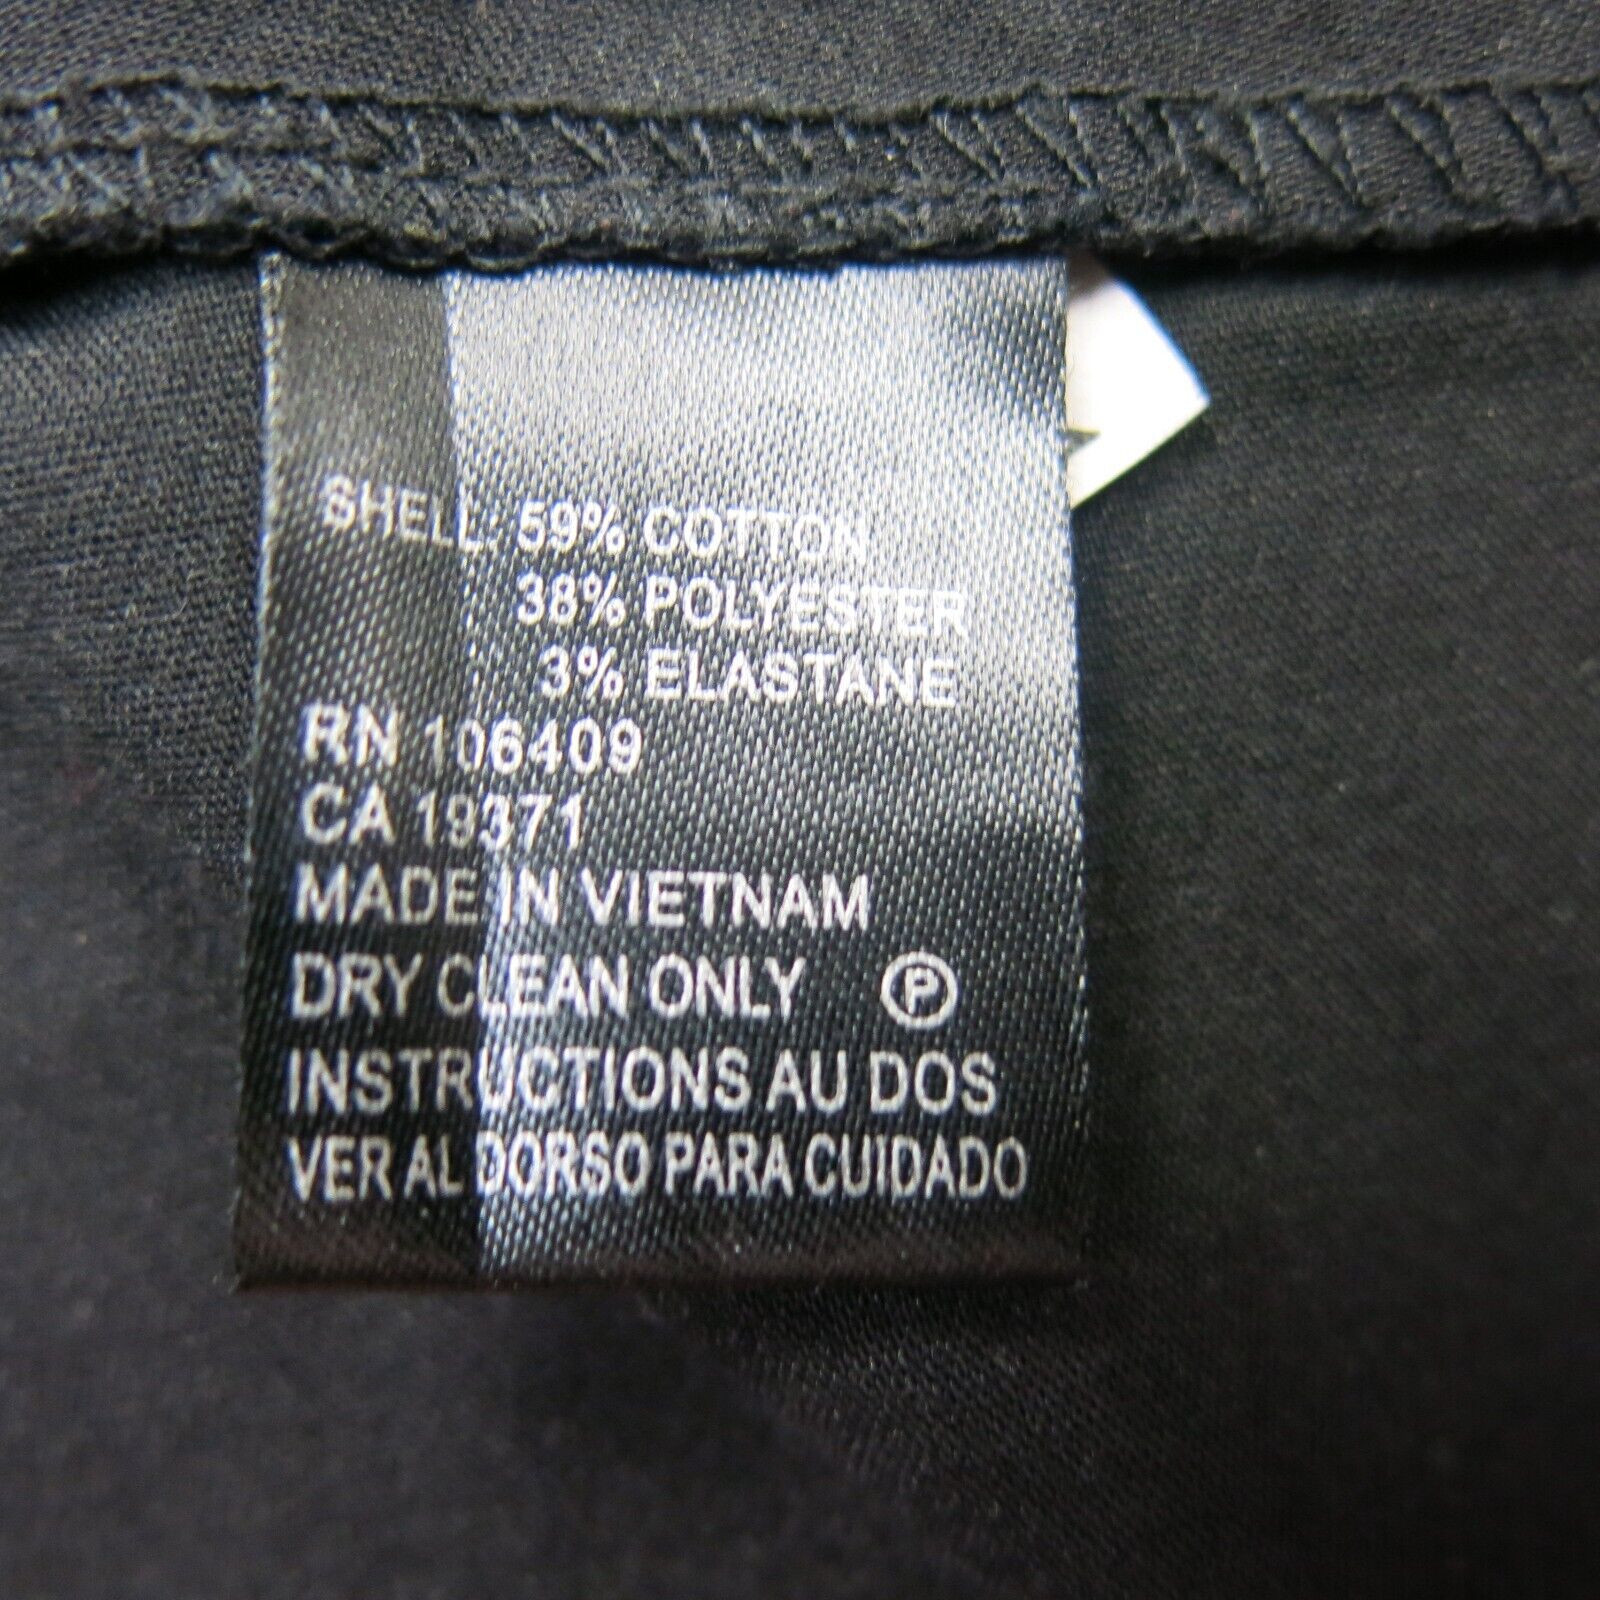 SHELL: 59% COTTON
38% POLYESTER
3% ELASTANE
RN 106409
CA 19371
MADE IN VIETNAM
DRY CLEAN ONLY Ⓟ
INSTRUCTIONS AU DOS
VER AL DORSO PARA CUIDADO